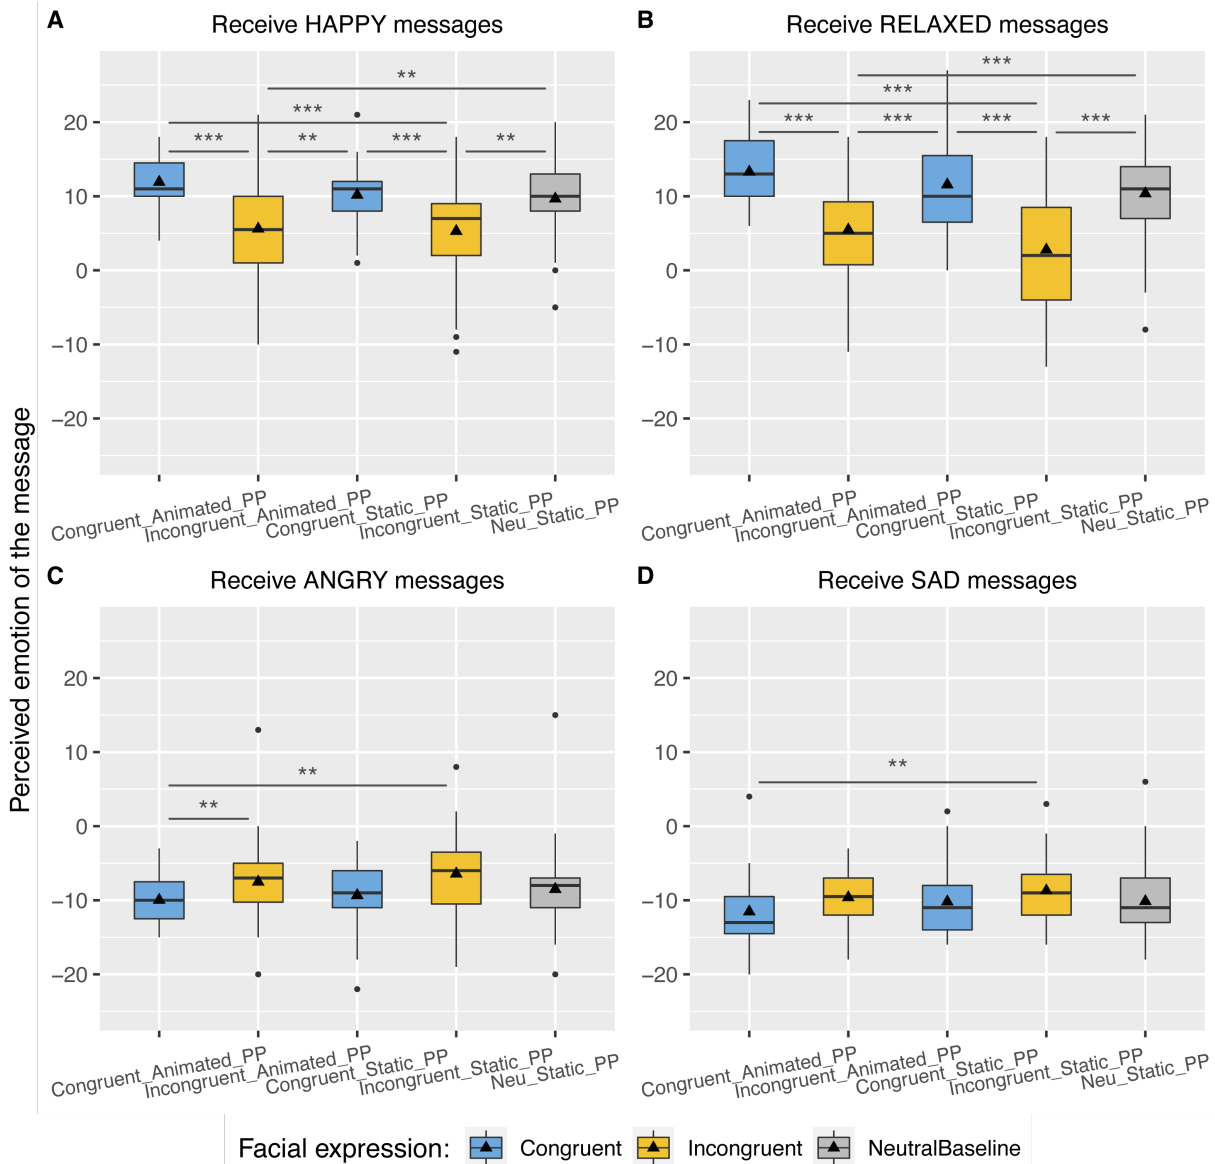 A
Receive HAPPY messages
**
***
***
**
***
**
20
10
0
−10
−20
Congruent_Animated_PP
Incongruent_Animated_PP
Congruent_Static_PP
Incongruent_Static_PP
Neu_Static_PP
B
Receive RELAXED messages
***
***
***
***
***
***
20
10
0
−10
−20
Congruent_Animated_PP
Incongruent_Animated_PP
Congruent_Static_PP
Incongruent_Static_PP
Neu_Static_PP
Perceived emotion of the message
C
Receive ANGRY messages
**
**
20
10
0
−10
−20
Congruent_Animated_PP
Incongruent_Animated_PP
Congruent_Static_PP
Incongruent_Static_PP
Neu_Static_PP
D
Receive SAD messages
**
20
10
0
−10
−20
Congruent_Animated_PP
Incongruent_Animated_PP
Congruent_Static_PP
Incongruent_Static_PP
Neu_Static_PP
Facial expression: Congruent Incongruent NeutralBaseline